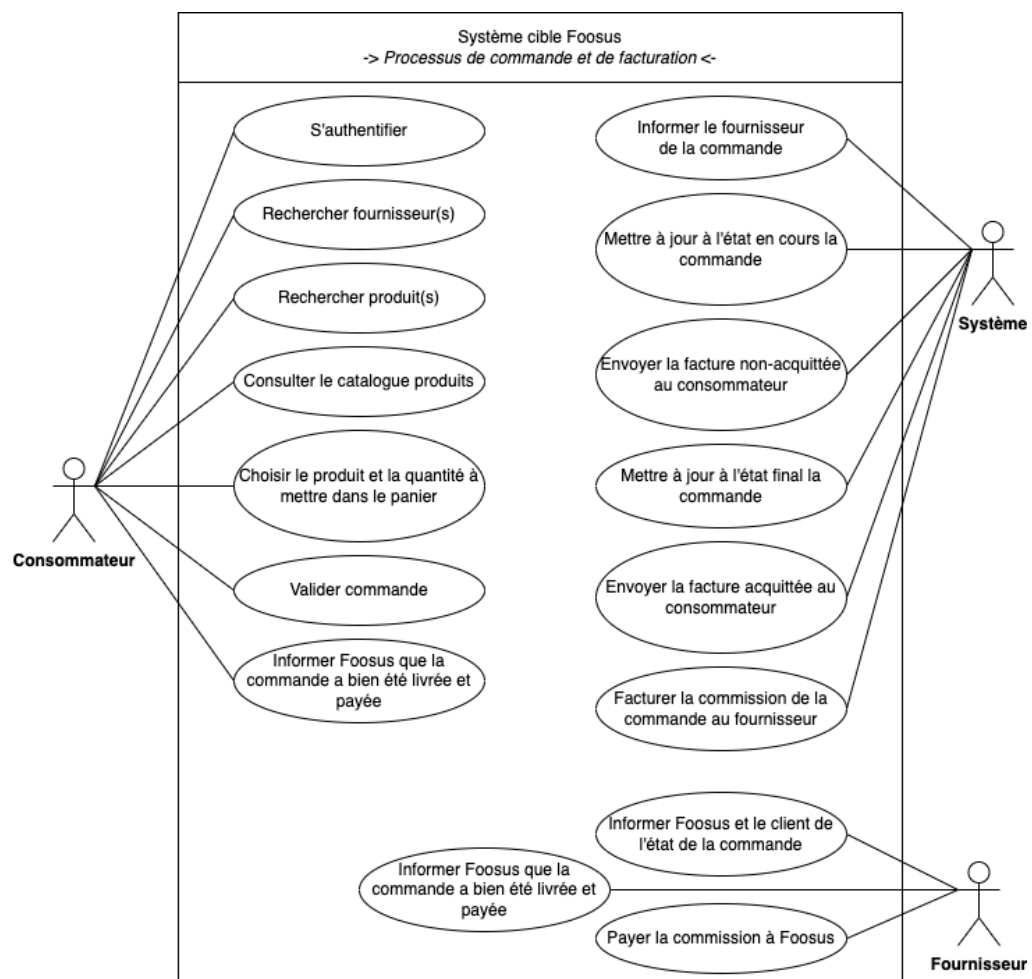 Système cible Foosus
-> Processus de commande et de facturation <-
S'authentifier
Rechercher fournisseur(s)
Rechercher produit(s)
Consulter le catalogue produits
Choisir le produit et la quantité à
mettre dans le panier
Valider commande
Informer Foosus que la
commande a bien été livrée et
payée
Consommateur
Informer le fournisseur
de la commande
Mettre à jour à l'état en cours la
commande
Envoyer la facture non-acquittée
au consommateur
Mettre à jour à l'état final la
commande
Envoyer la facture acquittée au
consommateur
Facturer la commission de la
commande au fournisseur
Système
Informer Foosus et le client de
l'état de la commande
Informer Foosus que la
commande a bien été livrée et
payée
Payer la commission à Foosus
Fournisseur